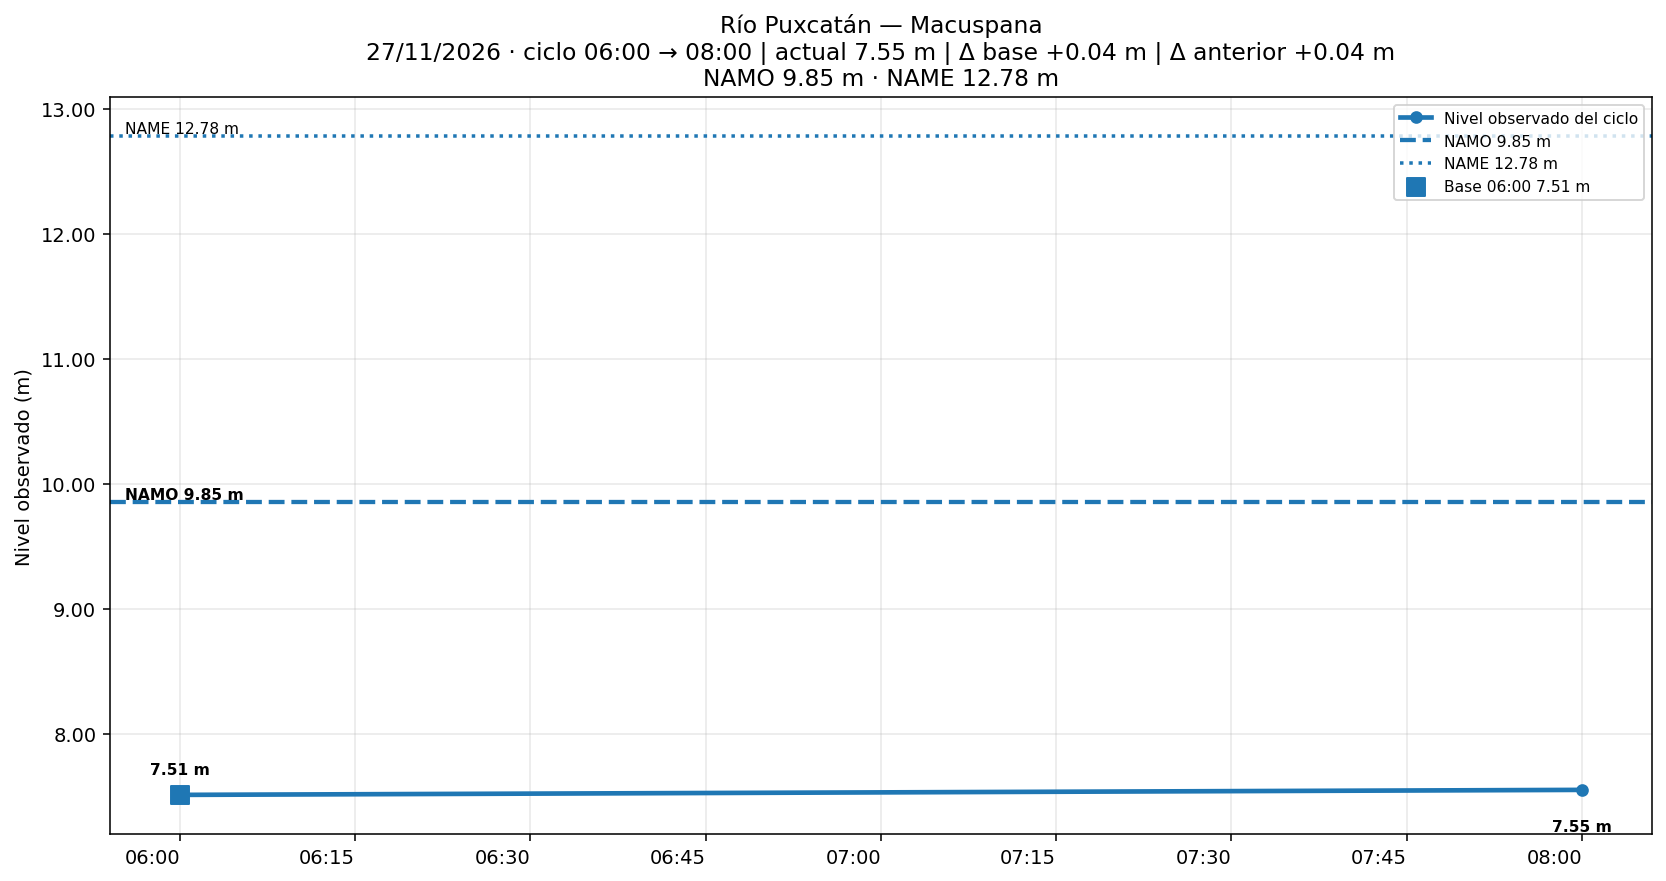 Río Puxcatán — Macuspana
27/11/2026 · ciclo 06:00 → 08:00 | actual 7.55 m | Δ base +0.04 m | Δ anterior +0.04 m
NAMO 9.85 m · NAME 12.78 m
Nivel observado (m)
13.00
12.00
11.00
10.00
9.00
8.00
NAME 12.78 m
NAMO 9.85 m
7.51 m
7.55 m
Nivel observado del ciclo
NAMO 9.85 m
NAME 12.78 m
Base 06:00 7.51 m
06:00
06:15
06:30
06:45
07:00
07:15
07:30
07:45
08:00